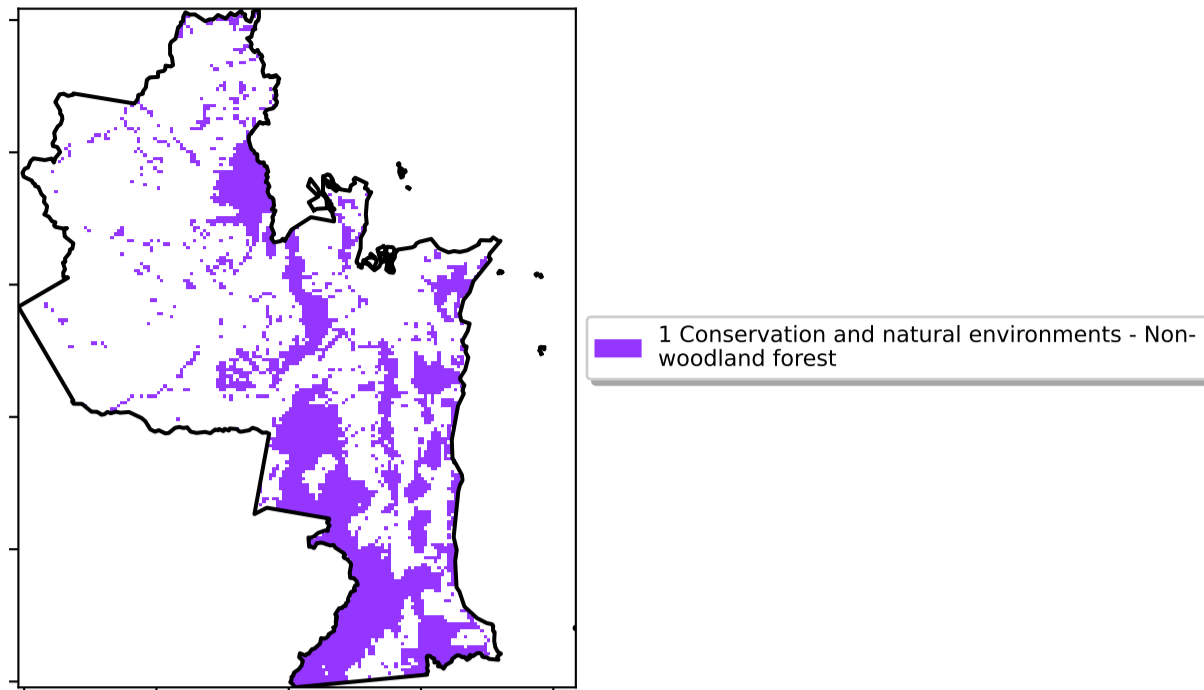 1 Conservation and natural environments - Non-
woodland forest